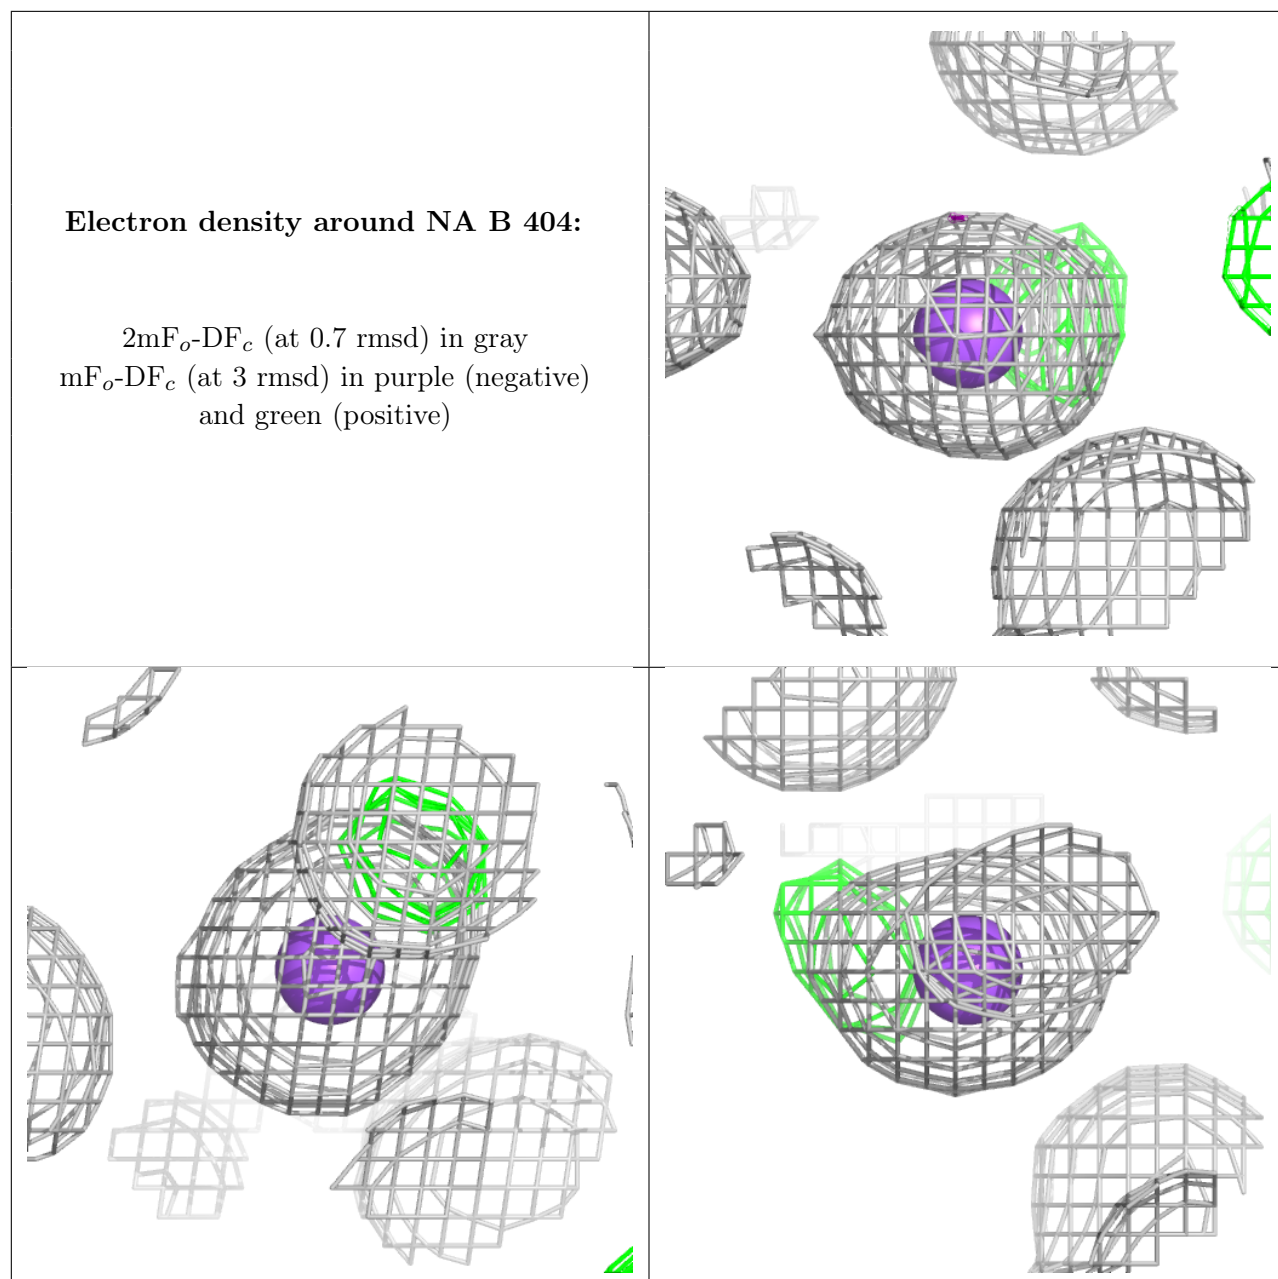 Electron density around NA B 404:
2mFo-DFc (at 0.7 rmsd) in gray
mFo-DFc (at 3 rmsd) in purple (negative)
and green (positive)